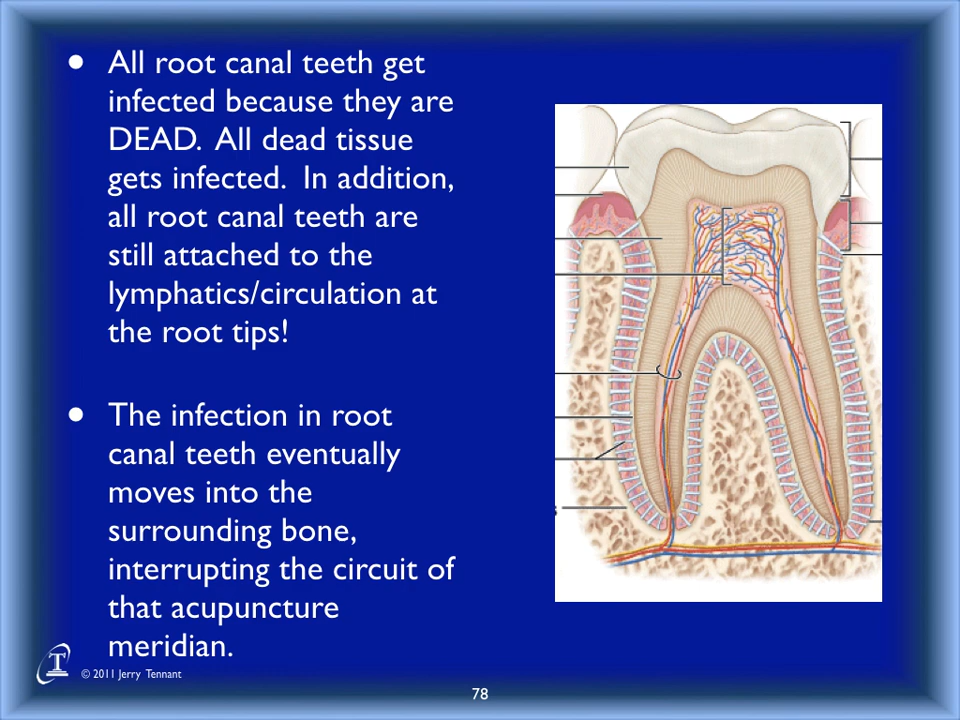 • All root canal teeth get
infected because they are
DEAD. All dead tissue
gets infected. In addition,
all root canal teeth are
still attached to the
lymphatics/circulation at
the root tips!
• The infection in root
canal teeth eventually
moves into the
surrounding bone,
interrupting the circuit of
that acupuncture
meridian.
T
© 2011 Jerry Tennant
78
s